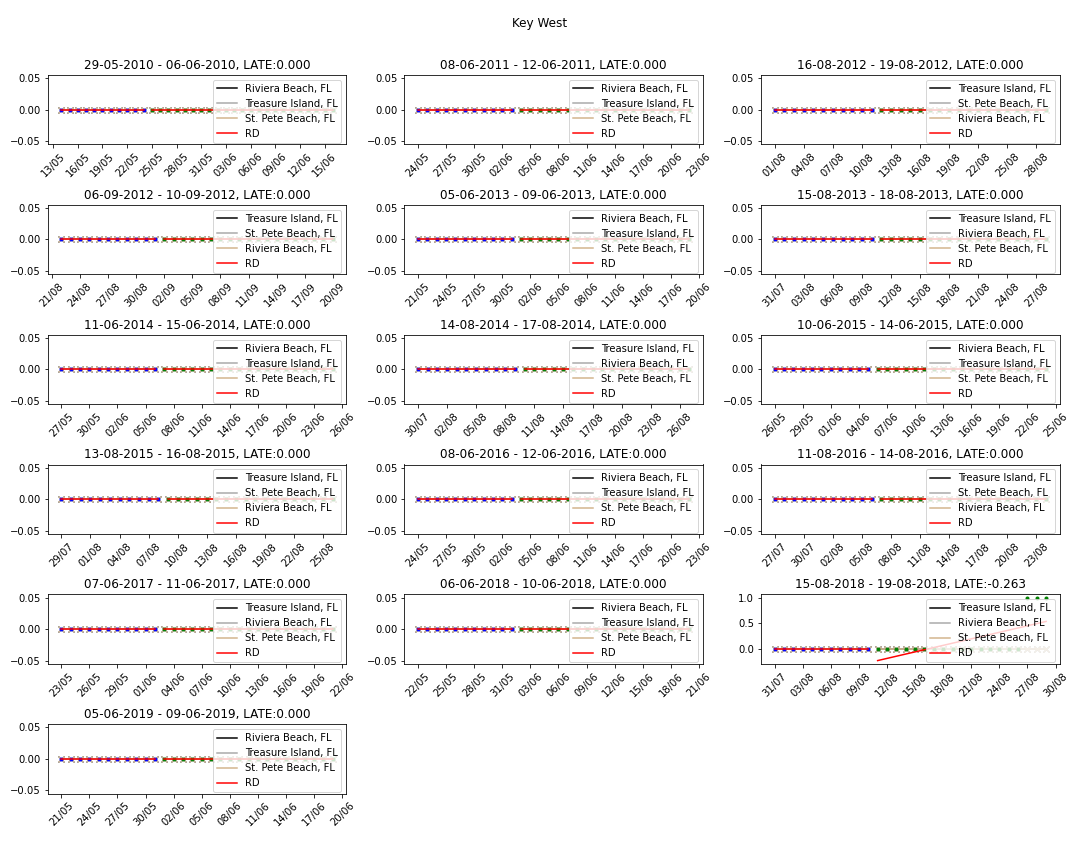 Key West
29-05-2010 - 06-06-2010, LATE:0.000
0.05
0.00
−0.05
Riviera Beach, FL
Treasure Island, FL
St. Pete Beach, FL
RD
13/05 16/05 19/05 22/05 25/05 28/05 31/05 03/06 06/06 09/06 12/06 15/06
08-06-2011 - 12-06-2011, LATE:0.000
0.05
0.00
−0.05
Riviera Beach, FL
Treasure Island, FL
St. Pete Beach, FL
RD
24/05 27/05 30/05 02/06 05/06 08/06 11/06 14/06 17/06 20/06 23/06
16-08-2012 - 19-08-2012, LATE:0.000
0.05
0.00
−0.05
Treasure Island, FL
St. Pete Beach, FL
Riviera Beach, FL
RD
01/08 04/08 07/08 10/08 13/08 16/08 19/08 22/08 25/08 28/08
06-09-2012 - 10-09-2012, LATE:0.000
0.05
0.00
−0.05
Treasure Island, FL
St. Pete Beach, FL
Riviera Beach, FL
RD
21/08 24/08 27/08 30/08 02/09 05/09 08/09 11/09 14/09 17/09 20/09
05-06-2013 - 09-06-2013, LATE:0.000
0.05
0.00
−0.05
Riviera Beach, FL
Treasure Island, FL
St. Pete Beach, FL
RD
21/05 24/05 27/05 30/05 02/06 05/06 08/06 11/06 14/06 17/06 20/06
15-08-2013 - 18-08-2013, LATE:0.000
0.05
0.00
−0.05
Treasure Island, FL
Riviera Beach, FL
St. Pete Beach, FL
RD
31/07 03/08 06/08 09/08 12/08 15/08 18/08 21/08 24/08 27/08
11-06-2014 - 15-06-2014, LATE:0.000
0.05
0.00
−0.05
Riviera Beach, FL
Treasure Island, FL
St. Pete Beach, FL
RD
27/05 30/05 02/06 05/06 08/06 11/06 14/06 17/06 20/06 23/06 26/06
14-08-2014 - 17-08-2014, LATE:0.000
0.05
0.00
−0.05
Treasure Island, FL
Riviera Beach, FL
St. Pete Beach, FL
RD
30/07 02/08 05/08 08/08 11/08 14/08 17/08 20/08 23/08 26/08
10-06-2015 - 14-06-2015, LATE:0.000
0.05
0.00
−0.05
Riviera Beach, FL
Treasure Island, FL
St. Pete Beach, FL
RD
26/05 29/05 01/06 04/06 07/06 10/06 13/06 16/06 19/06 22/06 25/06
13-08-2015 - 16-08-2015, LATE:0.000
0.05
0.00
−0.05
Treasure Island, FL
St. Pete Beach, FL
Riviera Beach, FL
RD
29/07 01/08 04/08 07/08 10/08 13/08 16/08 19/08 22/08 25/08
08-06-2016 - 12-06-2016, LATE:0.000
0.05
0.00
−0.05
Riviera Beach, FL
Treasure Island, FL
St. Pete Beach, FL
RD
24/05 27/05 30/05 02/06 05/06 08/06 11/06 14/06 17/06 20/06 23/06
11-08-2016 - 14-08-2016, LATE:0.000
0.05
0.00
−0.05
Treasure Island, FL
St. Pete Beach, FL
Riviera Beach, FL
RD
27/07 30/07 02/08 05/08 08/08 11/08 14/08 17/08 20/08 23/08
07-06-2017 - 11-06-2017, LATE:0.000
0.05
0.00
−0.05
Treasure Island, FL
Riviera Beach, FL
St. Pete Beach, FL
RD
23/05 26/05 29/05 01/06 04/06 07/06 10/06 13/06 16/06 19/06 22/06
06-06-2018 - 10-06-2018, LATE:0.000
0.05
0.00
−0.05
Riviera Beach, FL
Treasure Island, FL
St. Pete Beach, FL
RD
22/05 25/05 28/05 31/05 03/06 06/06 09/06 12/06 15/06 18/06 21/06
15-08-2018 - 19-08-2018, LATE:-0.263
1.0
0.5
0.0
Treasure Island, FL
Riviera Beach, FL
St. Pete Beach, FL
RD
31/07 03/08 06/08 09/08 12/08 15/08 18/08 21/08 24/08 27/08 30/08
05-06-2019 - 09-06-2019, LATE:0.000
0.05
0.00
−0.05
Riviera Beach, FL
Treasure Island, FL
St. Pete Beach, FL
RD
21/05 24/05 27/05 30/05 02/06 05/06 08/06 11/06 14/06 17/06 20/06